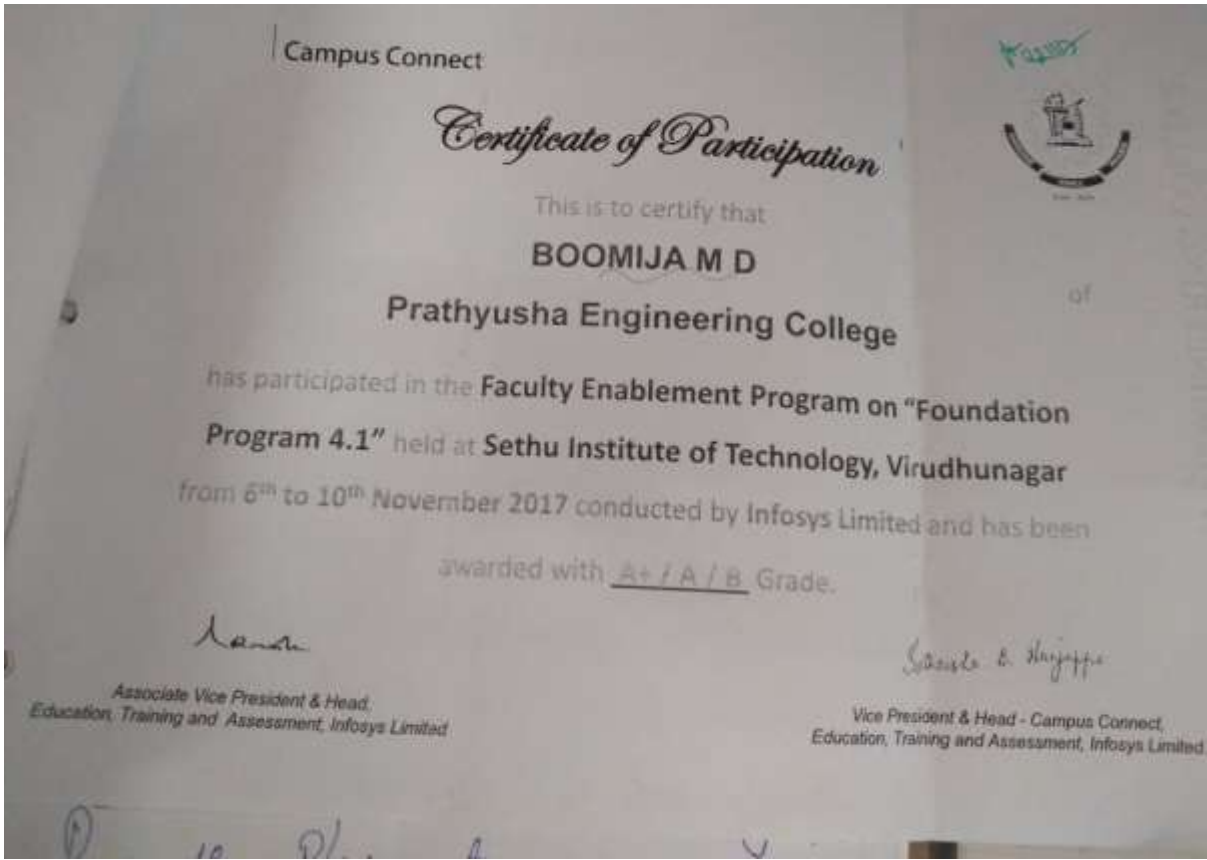 Campus Connect
Certificate of Participation
This is to certify that
BOOMIJA M D
of
Prathyusha Engineering College
has participated in the Faculty Enablement Program on “Foundation
Program 4.1” held at Sethu Institute of Technology, Virudhunagar
from 6th to 10th November 2017 conducted by Infosys Limited and has been
awarded with A+ / A / B Grade.
Associate Vice President & Head,
Education, Training and Assessment, Infosys Limited
Vice President & Head - Campus Connect,
Education, Training and Assessment, Infosys Limited